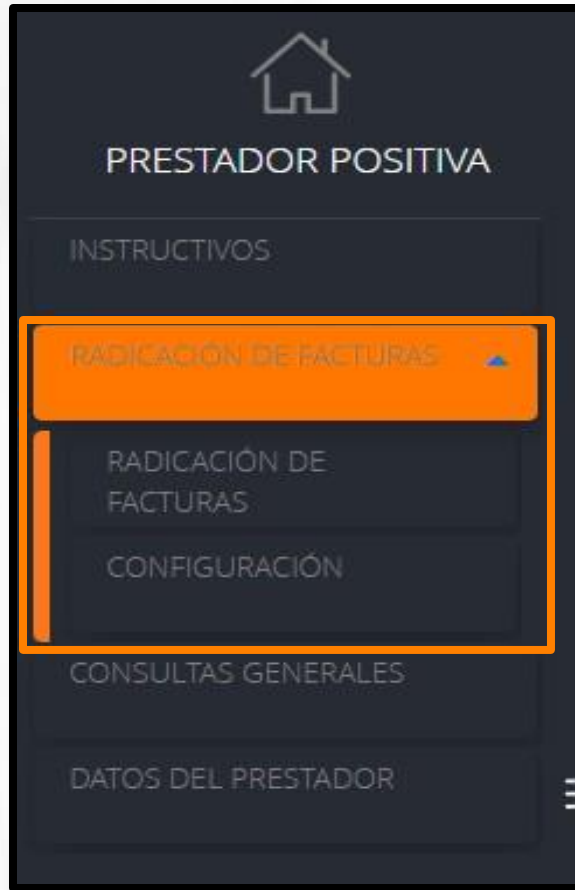 PRESTADOR POSITIVA
INSTRUCTIVOS
RADICACIÓN DE FACTURAS
RADICACIÓN DE
FACTURAS
CONFIGURACIÓN
CONSULTAS GENERALES
DATOS DEL PRESTADOR